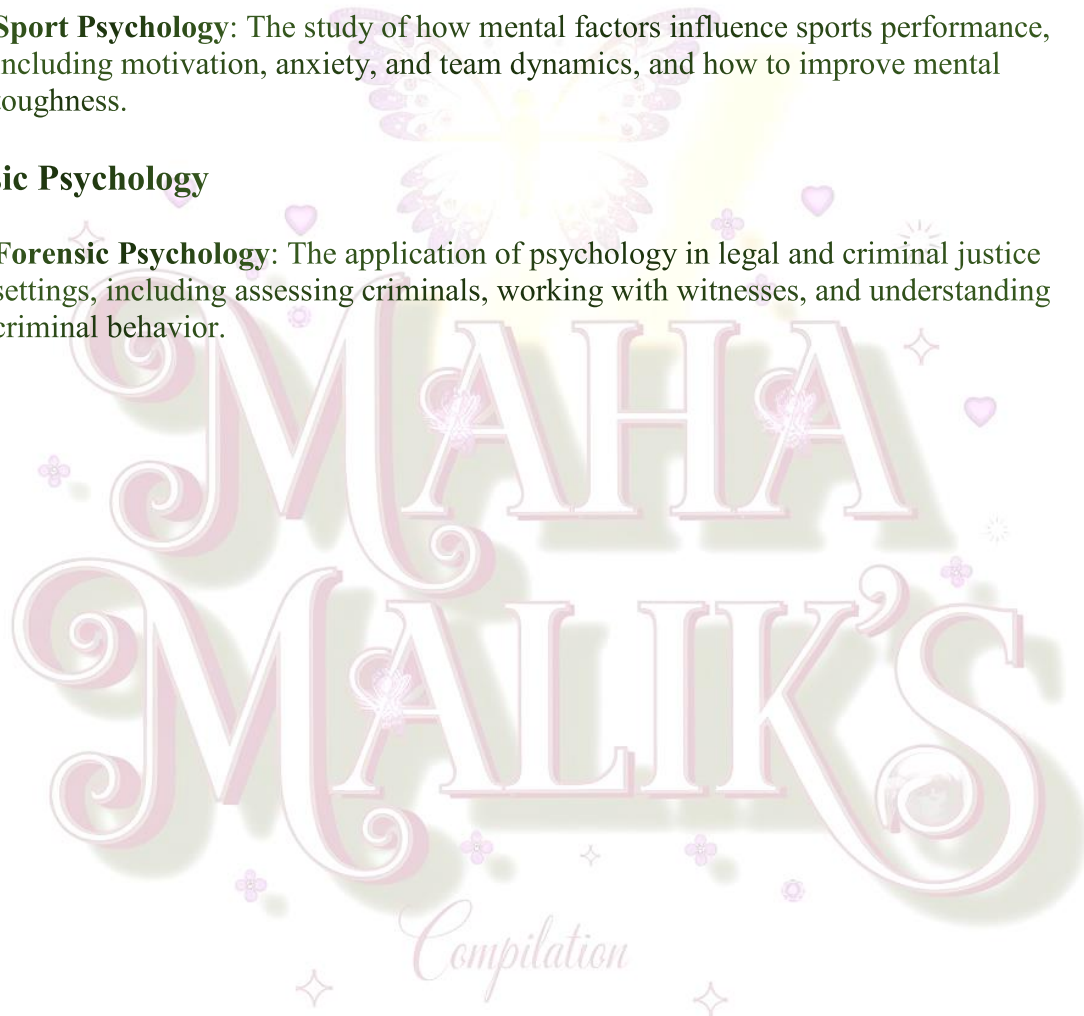 Sport Psychology: The study of how mental factors influence sports performance,
ncluding motivation, anxiety, and team dynamics, and how to improve mental
toughness.
sic Psychology
Forensic Psychology: The application of psychology in legal and criminal justice
settings, including assessing criminals, working with witnesses, and understanding
criminal behavior.
MAHA
MALIK'S
Compilation